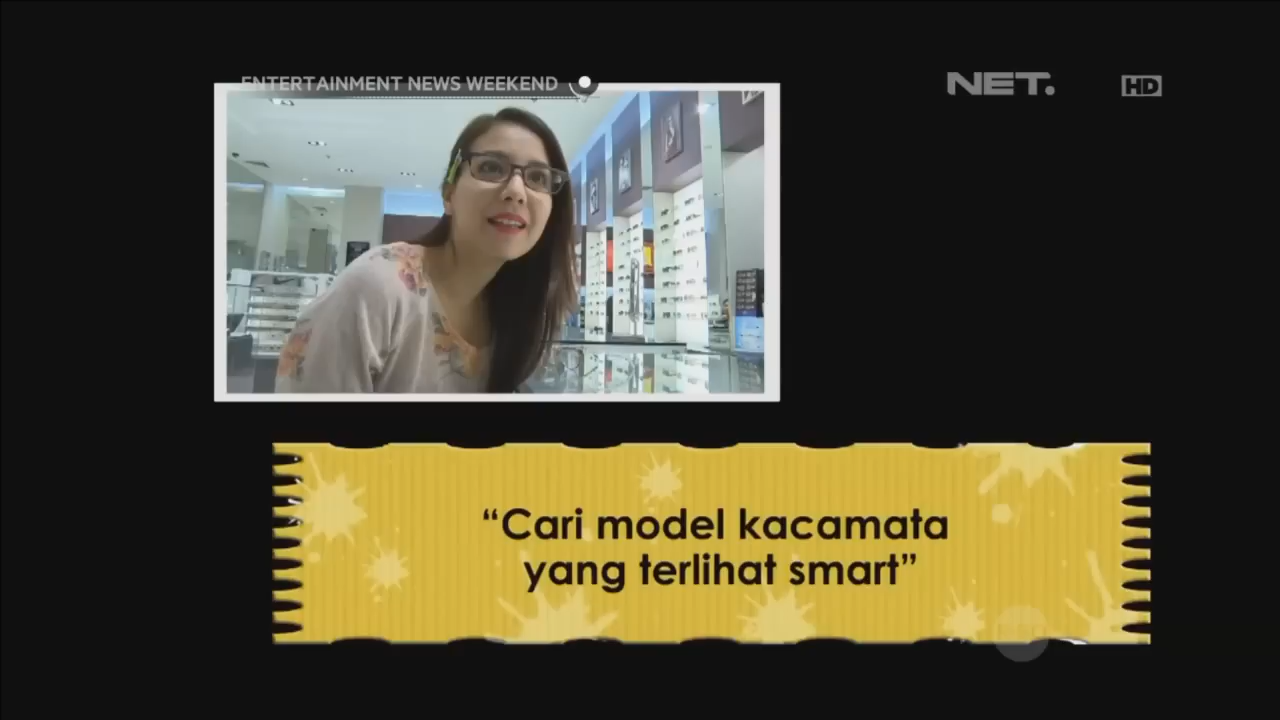 ENTERTAINMENT NEWS WEEKEND
NET.
HD
“Cari model kacamata
yang terlihat smart”